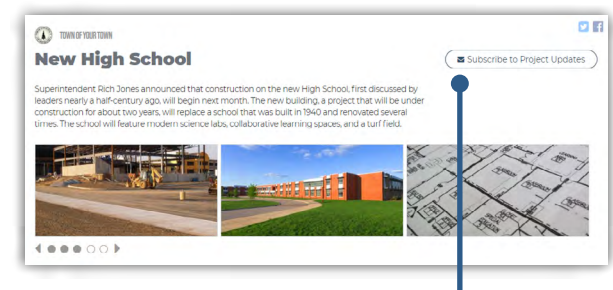 TOWN OF YOUR TOWN
New High School
Subscribe to Project Updates
Superintendent Rich Jones announced that construction on the new High School, first discussed by
leaders nearly a half-century ago, will begin next month. The new building, a project that will be under
construction for about two years, will replace a school that was built in 1940 and renovated several
times. The school will feature modern science labs, collaborative learning spaces, and a turf field.